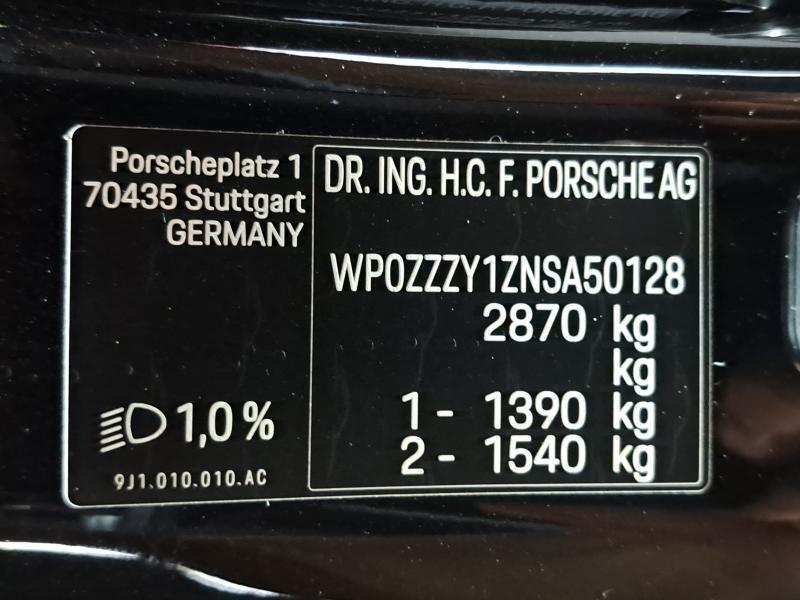 Porscheplatz 1
70435 Stuttgart
GERMANY
1,0 %
9J1.010.010.AC
DR. ING. H.C. F. PORSCHE AG
WP0ZZZY1ZNSA50128
2870 kg
kg
1 - 1390 kg
2 - 1540 kg